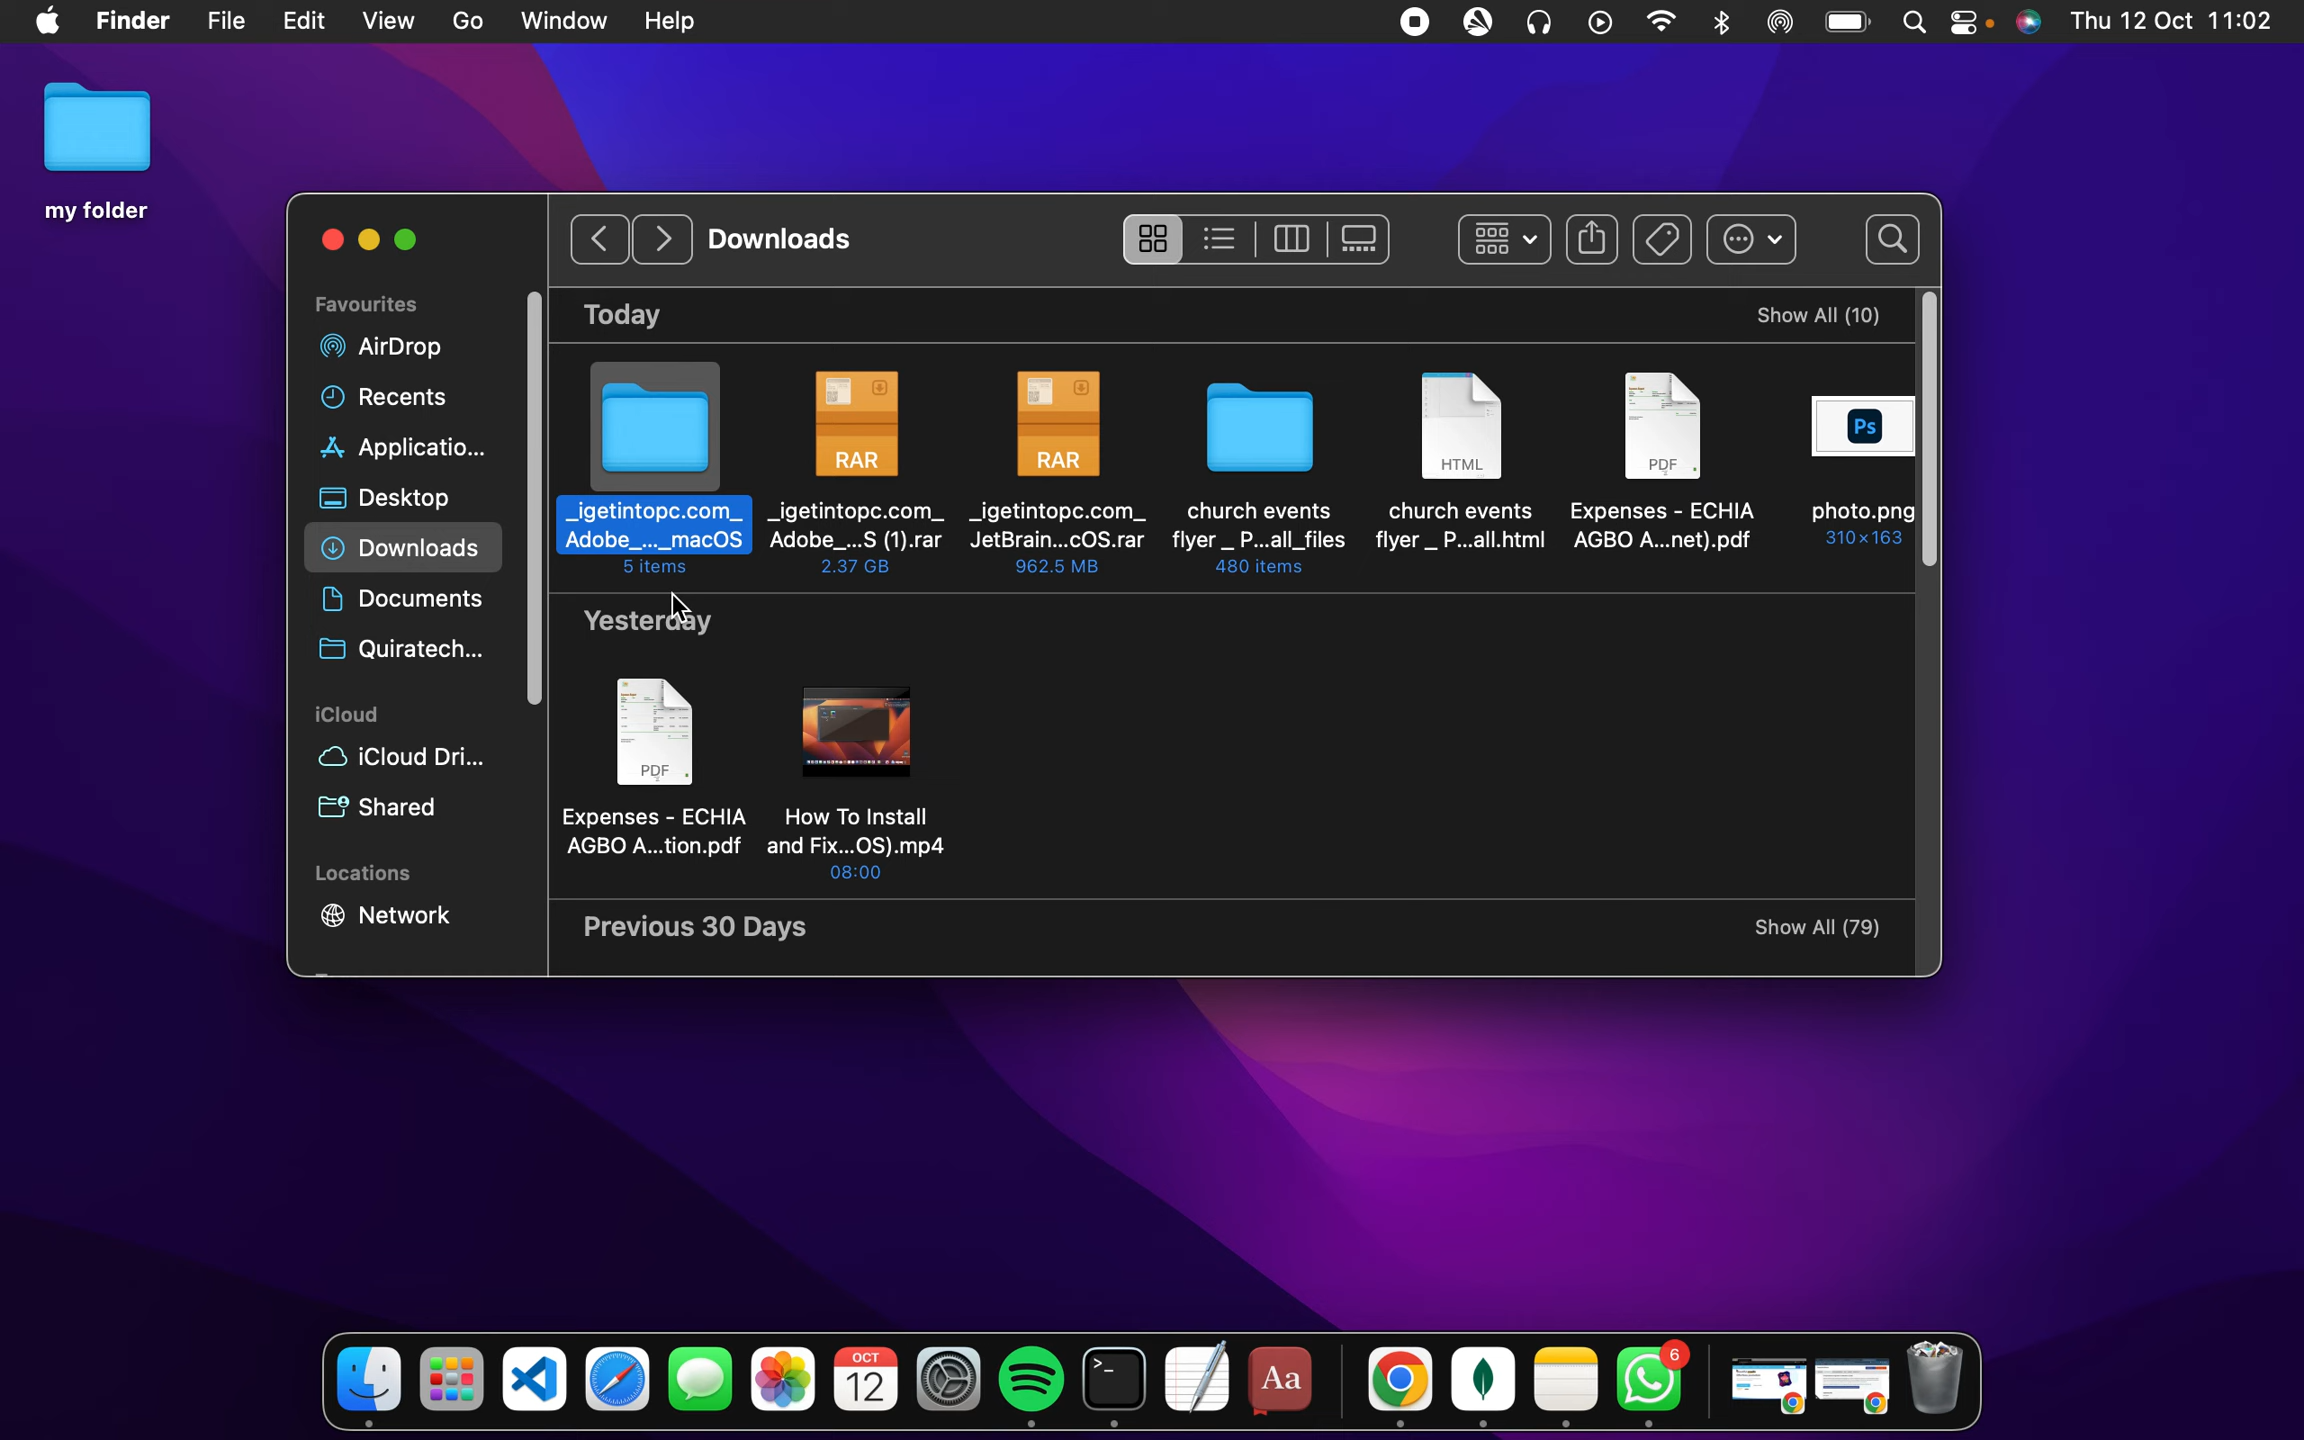 Finder File Edit View Go Window Help Thu 12 Oct 11:02
my folder
Downloads
Favourites
AirDrop
Recents
Applicatio...
Desktop
Downloads
Documents
Quiratech...
iCloud
iCloud Dri...
Shared
Locations
Network
Today Show All (10)
RAR RAR HTML PDF Ps
_igetintopc.com_
Adobe_..._macOS
5 items
_igetintopc.com_
Adobe_...S (1).rar
2.37 GB
_igetintopc.com_
JetBrain...cOS.rar
962.5 MB
church events
flyer _ P...all_files
480 items
church events
flyer _ P...all.html
Expenses - ECHIA
AGBO A...net).pdf
photo.png
310×163
Yesterday
PDF
Expenses - ECHIA
AGBO A...tion.pdf
How To Install
and Fix...OS).mp4
08:00
Previous 30 Days Show All (79)
OCT
12
Aa
6